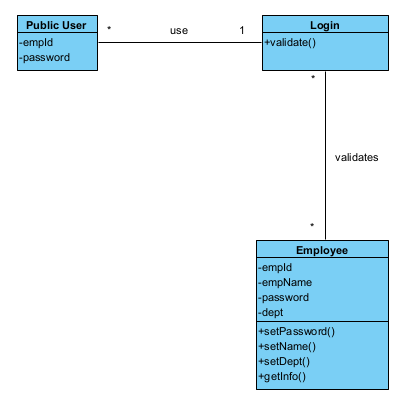 Public User
-empId
-password
* use 1
Login
+validate()
*
validates
*
Employee
-empId
-empName
-password
-dept
+setPassword()
+setName()
+setDept()
+getInfo()